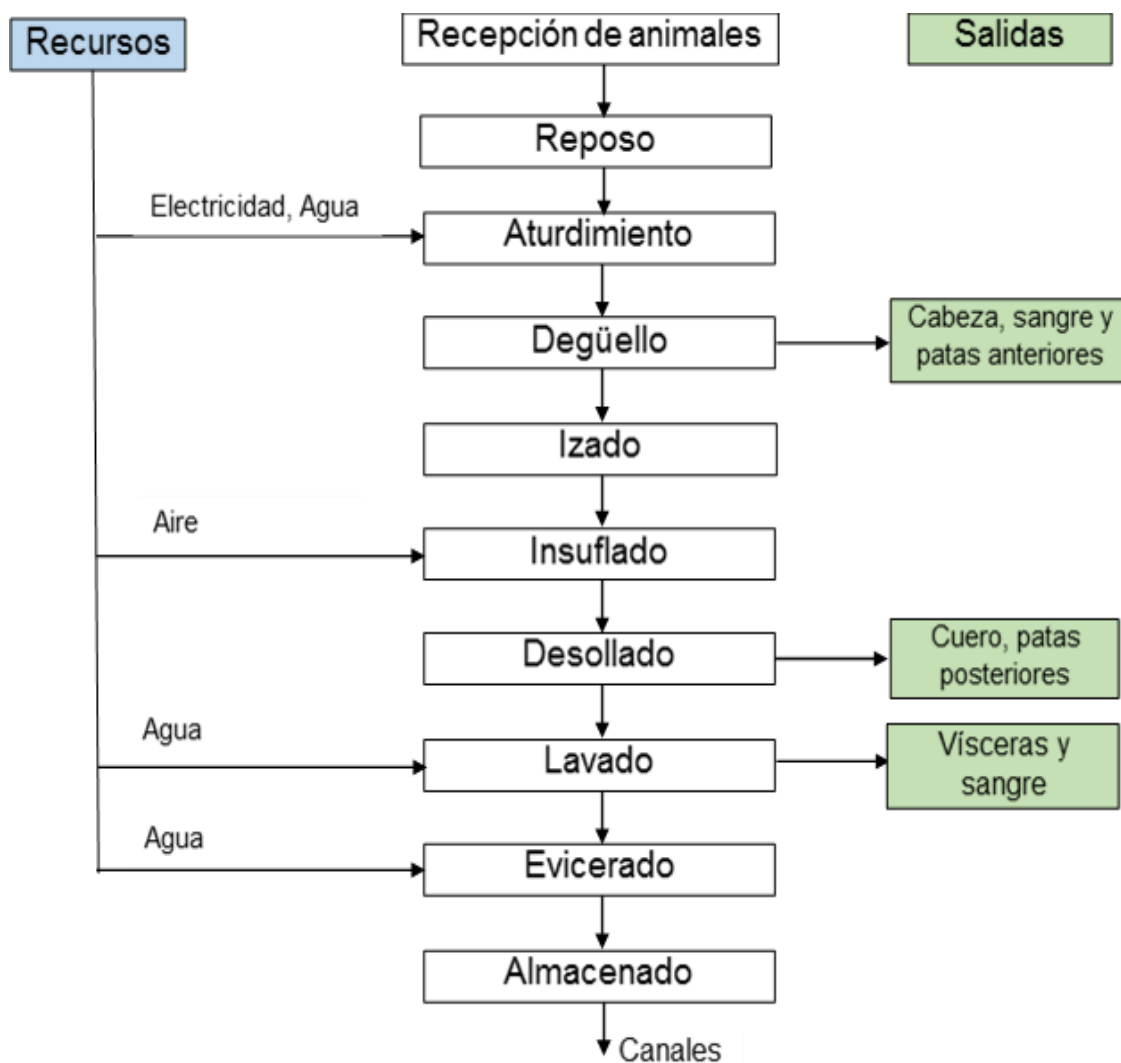 Recursos
Recepción de animales
Salidas
Reposo
Electricidad, Agua
Aturdimiento
Degüello
Cabeza, sangre y
patas anteriores
Izado
Aire
Insuflado
Desollado
Cuero, patas
posteriores
Agua
Lavado
Vísceras y
sangre
Agua
Evicerado
Almacenado
Canales